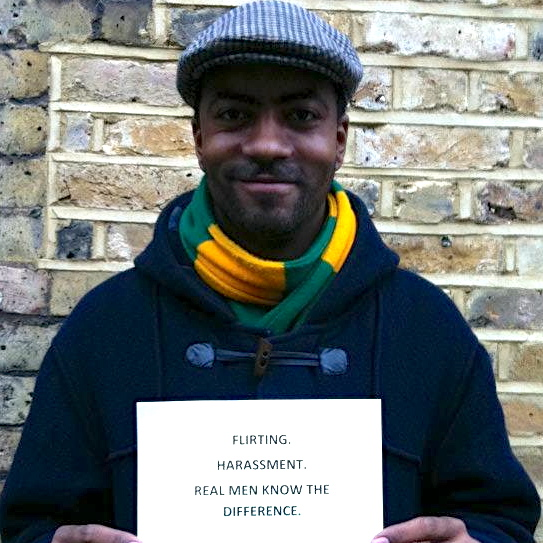 FLIRTING.
HARASSMENT.
REAL MEN KNOW THE
DIFFERENCE.